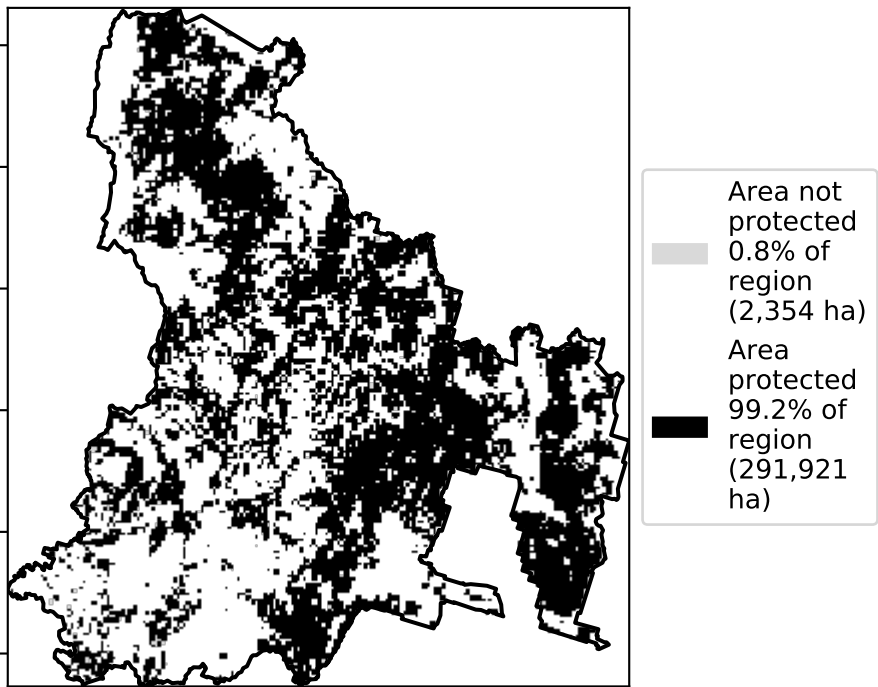 Area not
protected
0.8% of
region
(2,354 ha)
Area
protected
99.2% of
region
(291,921
ha)